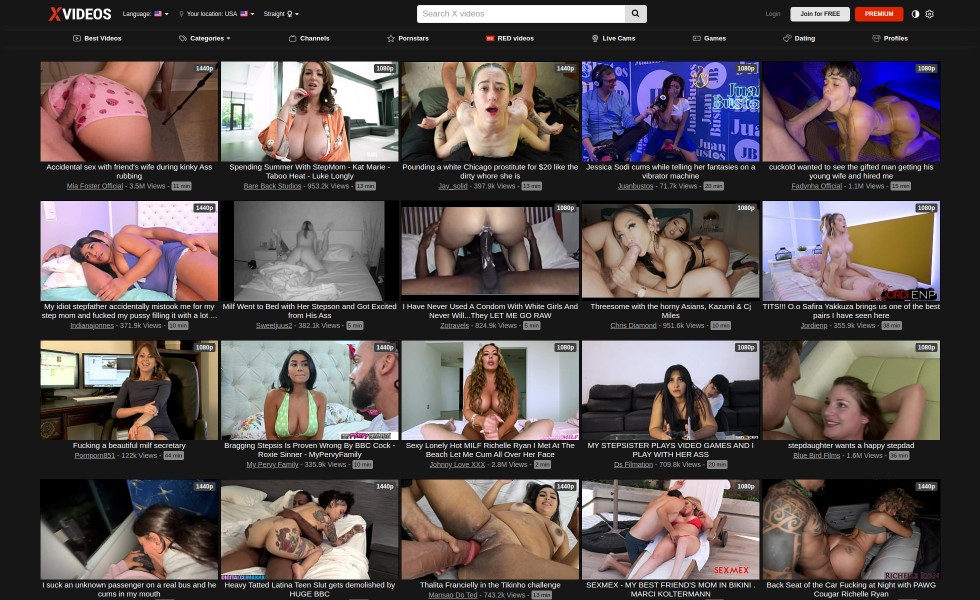 XVIDEOS
Language:
Your location: USA
Straight
Search X videos
Login
Join for FREE
PREMIUM
Best Videos
Categories
Channels
Pornstars
RED videos
Live Cams
Games
Dating
Profiles
1440p
1080p
1440p
1080p
1080p
Accidental sex with friend's wife during kinky Ass
rubbing
Mia Foster Official - 3.5M Views - 11 min
Spending Summer With StepMom - Kat Marie -
Taboo Heat - Luke Longly
Bare Back Studios - 953.2k Views - 13 min
Pounding a white Chicago prostitute for $20 like the
dirty whore she is
Jay_solid - 397.9k Views - 13 min
Jessica Sodi cums while telling her fantasies on a
vibrator machine
Juanbustos - 71.7k Views - 20 min
cuckold wanted to see the gifted man getting his
young wife and hired me
Fadynha Official - 1.1M Views - 15 min
1440p
1080p
1080p
1080p
My idiot stepfather accidentally mistook me for my
step mom and fucked my pussy filling it with a lot ...
Indianajonnes - 371.9k Views - 10 min
Milf Went to Bed with Her Stepson and Got Excited
from His Ass
Sweetjuus2 - 382.1k Views - 6 min
I Have Never Used A Condom With White Girls And
Never Will...They LET ME GO RAW
Zotravels - 824.9k Views - 5 min
Threesome with the horny Asians, Kazumi & Cj
Miles
Chris Diamond - 951.6k Views - 10 min
TITS!!! O.o Safira Yakkuza brings us one of the best
pairs I have seen here
Jordienp - 355.9k Views - 38 min
1080p
1440p
1080p
1080p
Fucking a beautiful milf secretary
Pornporn851 - 122k Views - 44 min
Bragging Stepsis Is Proven Wrong By BBC Cock -
Roxie Sinner - MyPervyFamily
My Pervy Family - 335.9k Views - 10 min
Sexy Lonely Hot MILF Richelle Ryan I Met At The
Beach Let Me Cum All Over Her Face
Johnny Love XXX - 2.8M Views - 2 min
MY STEPSISTER PLAYS VIDEO GAMES AND I
PLAY WITH HER ASS
Ds Filmation - 709.8k Views - 20 min
stepdaughter wants a happy stepdad
Blue Bird Films - 1.6M Views - 36 min
1440p
1440p
1440p
1080p
1440p
SEXMEX
I suck an unknown passenger on a real bus and he
cums in my mouth
Heavy Tatted Latina Teen Slut gets demolished by
HUGE BBC
Thalita Francielly in the Tikinho challenge
Mansao Do Ted - 743.2k Views - 13 min
SEXMEX - MY BEST FRIEND'S MOM IN BIKINI .
MARCI KOLTERMANN
Back Seat of the Car Fucking at Night with PAWG
Cougar Richelle Ryan